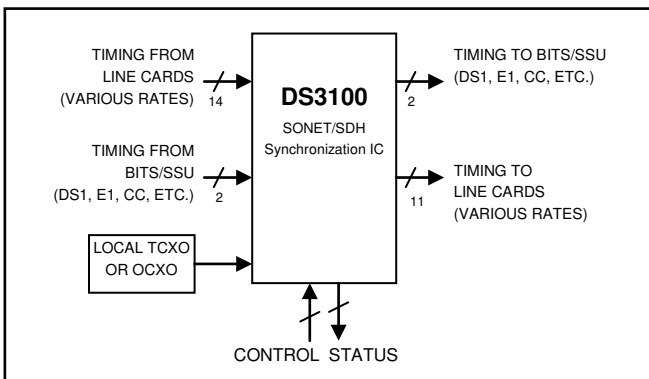 TIMING FROM
LINE CARDS
(VARIOUS RATES)
14
TIMING FROM
BITS/SSU
(DS1, E1, CC, ETC.)
2
LOCAL TCXO
OR OCXO
DS3100
SONET/SDH
Synchronization IC
TIMING TO BITS/SSU
(DS1, E1, CC, ETC.)
2
TIMING TO
LINE CARDS
(VARIOUS RATES)
11
CONTROL STATUS